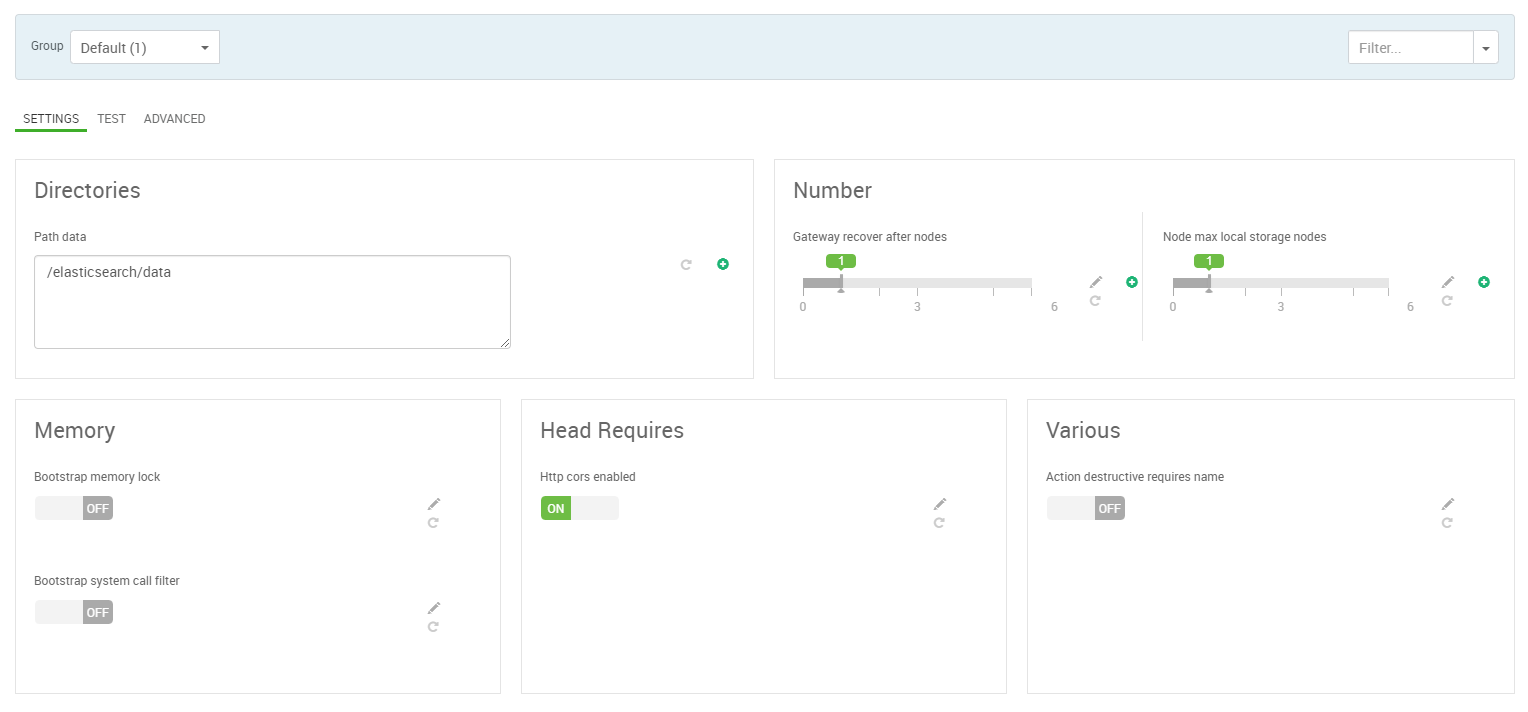 Group
Default (1)
Filter...
SETTINGS TEST ADVANCED
Directories
Path data
/elasticsearch/data
Number
Gateway recover after nodes
1
0 3 6
Node max local storage nodes
1
0 3 6
Memory
Bootstrap memory lock
OFF
Bootstrap system call filter
OFF
Head Requires
Http cors enabled
ON
Various
Action destructive requires name
OFF